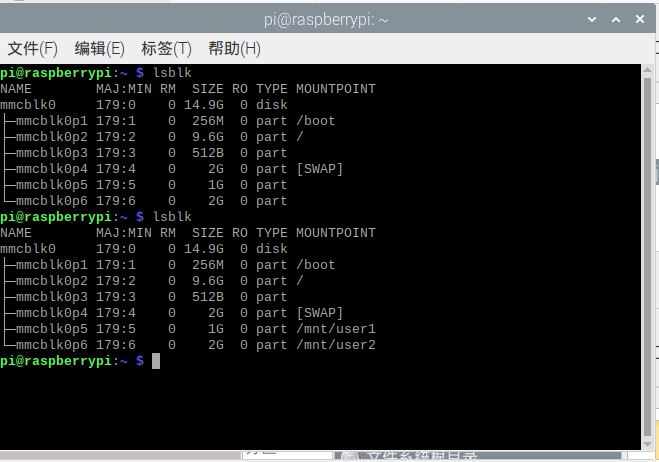 pi@raspberrypi: ~
文件(F) 编辑(E) 标签(T) 帮助(H)
pi@raspberrypi:~ $ lsblk
NAME        MAJ:MIN RM  SIZE RO TYPE MOUNTPOINT
mmcblk0     179:0    0 14.9G  0 disk
├─mmcblk0p1 179:1    0  256M  0 part /boot
├─mmcblk0p2 179:2    0  9.6G  0 part /
├─mmcblk0p3 179:3    0  512B  0 part
├─mmcblk0p4 179:4    0    2G  0 part [SWAP]
├─mmcblk0p5 179:5    0    1G  0 part
└─mmcblk0p6 179:6    0    2G  0 part
pi@raspberrypi:~ $ lsblk
NAME        MAJ:MIN RM  SIZE RO TYPE MOUNTPOINT
mmcblk0     179:0    0 14.9G  0 disk
├─mmcblk0p1 179:1    0  256M  0 part /boot
├─mmcblk0p2 179:2    0  9.6G  0 part /
├─mmcblk0p3 179:3    0  512B  0 part
├─mmcblk0p4 179:4    0    2G  0 part [SWAP]
├─mmcblk0p5 179:5    0    1G  0 part /mnt/user1
└─mmcblk0p6 179:6    0    2G  0 part /mnt/user2
pi@raspberrypi:~ $
文件系统根目录